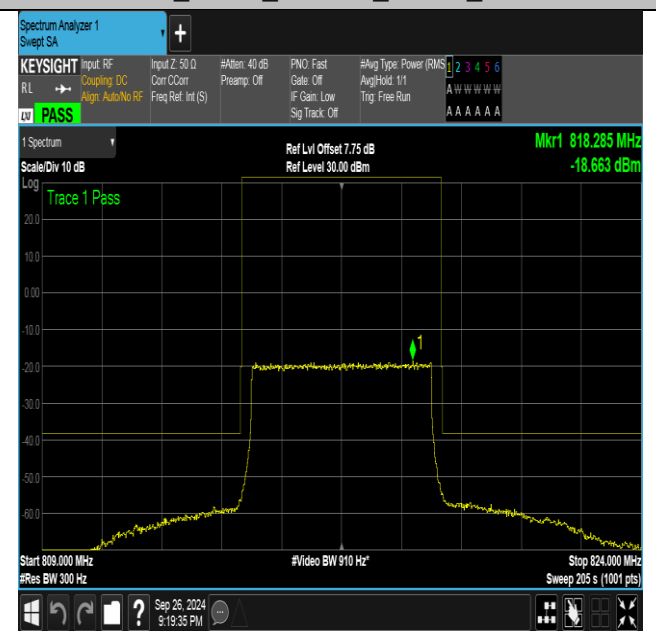 Spectrum Analyzer 1
Swept SA
+
KEYSIGHT
RL
LXI PASS
Input: RF
Coupling: DC
Align: Auto/No RF
Input Z: 50 Ω
Corr CCorr
Freq Ref: Int (S)
#Atten: 40 dB
Preamp: Off
PNO: Fast
Gate: Off
IF Gain: Low
Sig Track: Off
#Avg Type: Power (RMS
Avg|Hold: 1/1
Trig: Free Run
1 2 3 4 5 6
A W W W W W
A A A A A A
1 Spectrum
Scale/Div 10 dB
Ref Lvl Offset 7.75 dB
Ref Level 30.00 dBm
Mkr1 818.285 MHz
-18.663 dBm
Log
Trace 1 Pass
20.0
10.0
0.00
-10.0
-20.0
-30.0
-40.0
-50.0
-60.0
1
Start 809.000 MHz
#Res BW 300 Hz
#Video BW 910 Hz*
Stop 824.000 MHz
Sweep 205 s (1001 pts)
?
Sep 26, 2024
9:19:35 PM